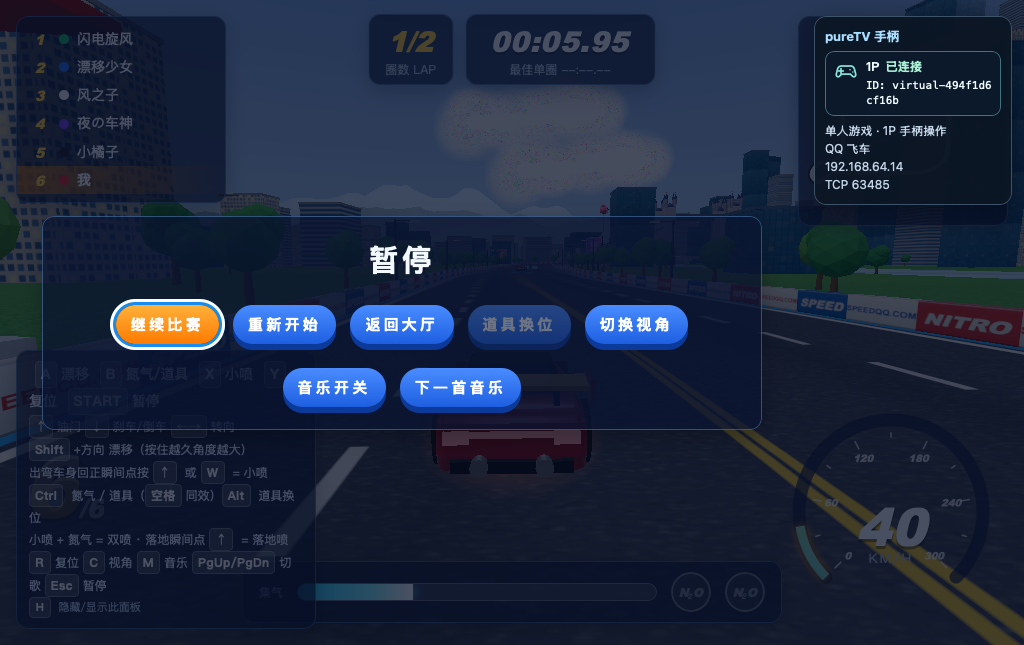 1 闪电旋风
2 漂移少女
3 风之子
4 夜の车神
5 小橘子
6 我
1/2
圈数 LAP
00:05.95
最佳单圈 --:--.--
pureTV 手柄
1P 已连接
ID: virtual-494f1d6
cf16b
单人游戏 · 1P 手柄操作
QQ 飞车
192.168.64.14
TCP 63485
暂停
继续比赛 重新开始 返回大厅 道具换位 切换视角
音乐开关 下一首音乐
SPEED SPEEDQQ.COM NITRO
A 漂移 B 氮气/道具 X 小喷 Y
复位 START 暂停
↑ 油门 ↓ 刹车/倒车 ←→ 转向
Shift +方向 漂移（按住越久角度越大）
出弯车身回正瞬间点按 ↑ 或 W = 小喷
Ctrl 氮气 / 道具（空格 同效） Alt 道具换
位
小喷 + 氮气 = 双喷 · 落地瞬间点 ↑ = 落地喷
R 复位 C 视角 M 音乐 PgUp/PgDn 切
歌 Esc 暂停
H 隐藏/显示此面板
/6
集气
N₂O N₂O
0 60 120 180 240 300
40
KM/H